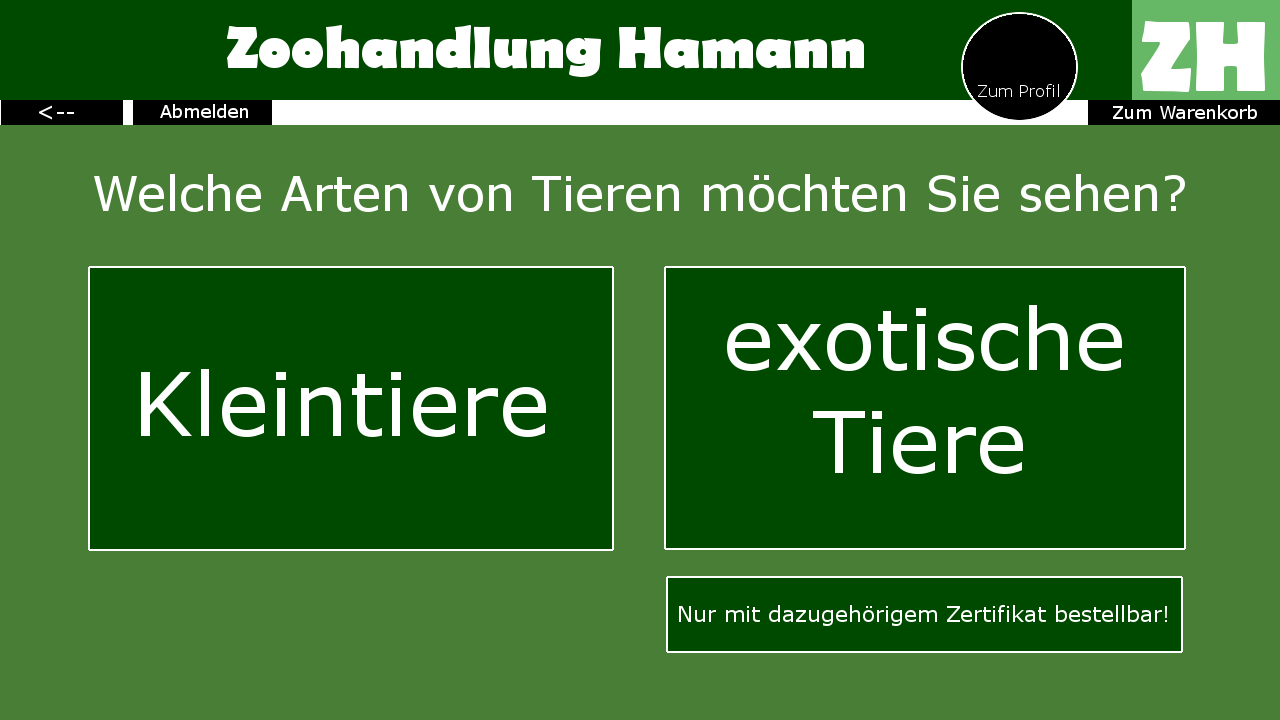 Zoohandlung Hamann
ZH
Zum Profil
<--
Abmelden
Zum Warenkorb
Welche Arten von Tieren möchten Sie sehen?
Kleintiere
exotische
Tiere
Nur mit dazugehörigem Zertifikat bestellbar!